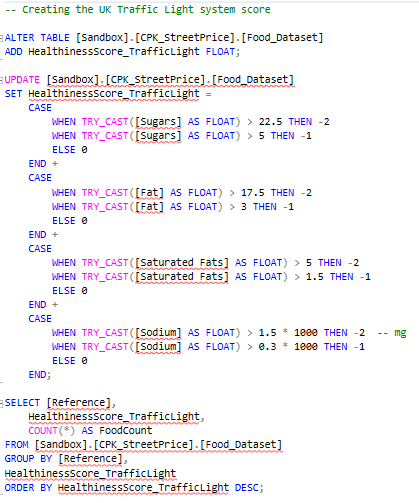 -- Creating the UK Traffic Light system score
ALTER TABLE [Sandbox].[CPK_StreetPrice].[Food_Dataset]
ADD HealthinessScore_TrafficLight FLOAT;
UPDATE [Sandbox].[CPK_StreetPrice].[Food_Dataset]
SET HealthinessScore_TrafficLight =
CASE
WHEN TRY_CAST([Sugars] AS FLOAT) > 22.5 THEN -2
WHEN TRY_CAST([Sugars] AS FLOAT) > 5 THEN -1
ELSE 0
END +
CASE
WHEN TRY_CAST([Fat] AS FLOAT) > 17.5 THEN -2
WHEN TRY_CAST([Fat] AS FLOAT) > 3 THEN -1
ELSE 0
END +
CASE
WHEN TRY_CAST([Saturated Fats] AS FLOAT) > 5 THEN -2
WHEN TRY_CAST([Saturated Fats] AS FLOAT) > 1.5 THEN -1
ELSE 0
END +
CASE
WHEN TRY_CAST([Sodium] AS FLOAT) > 1.5 * 1000 THEN -2 -- mg
WHEN TRY_CAST([Sodium] AS FLOAT) > 0.3 * 1000 THEN -1
ELSE 0
END;
SELECT [Reference],
HealthinessScore_TrafficLight,
COUNT(*) AS FoodCount
FROM [Sandbox].[CPK_StreetPrice].[Food_Dataset]
GROUP BY [Reference],
HealthinessScore_TrafficLight
ORDER BY HealthinessScore_TrafficLight DESC;